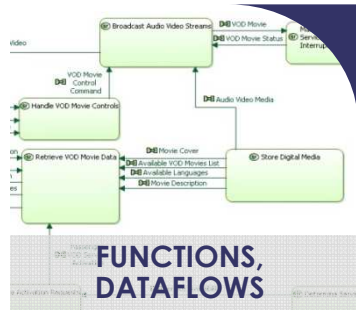 Broadcast Audio Video Streams
VOD Movie
VOD Movie Status
Servi
Interrup
Video
VOD Movie
Control
Command
Audio Video Media
Handle VOD Movie Controls
Movie Cover
Available VOD Movies List
Available Languages
Movie Description
Retrieve VOD Movie Data
Store Digital Media
FUNCTIONS,
DATAFLOWS